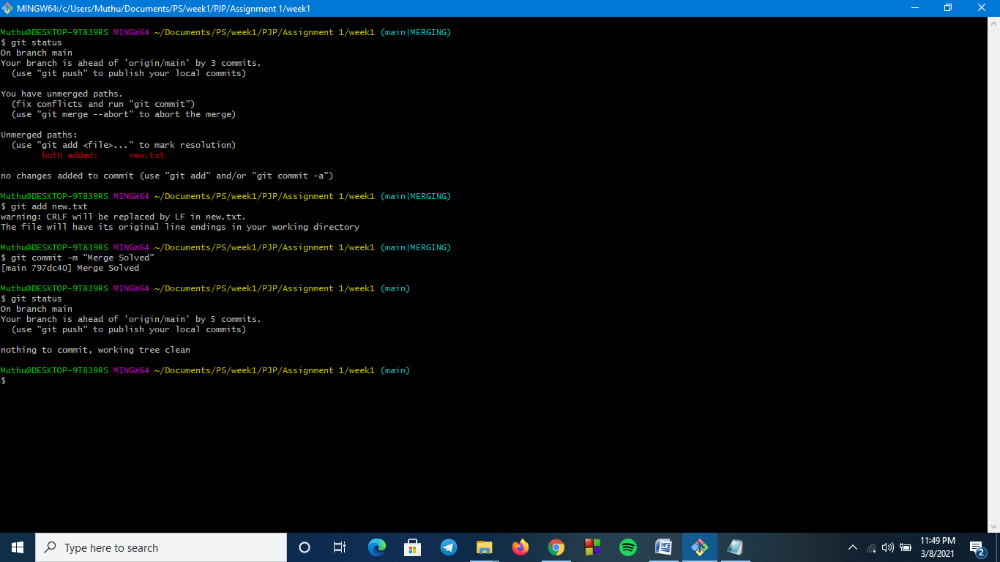 MINGW64:/c/Users/Muthu/Documents/PS/week1/PJP/Assignment 1/week1
Muthu@DESKTOP-9T839RS MINGW64 ~/Documents/PS/week1/PJP/Assignment 1/week1 (main|MERGING)
$ git status
On branch main
Your branch is ahead of 'origin/main' by 3 commits.
  (use "git push" to publish your local commits)
You have unmerged paths.
  (fix conflicts and run "git commit")
  (use "git merge --abort" to abort the merge)
Unmerged paths:
  (use "git add <file>..." to mark resolution)
        both added:      new.txt
no changes added to commit (use "git add" and/or "git commit -a")
Muthu@DESKTOP-9T839RS MINGW64 ~/Documents/PS/week1/PJP/Assignment 1/week1 (main|MERGING)
$ git add new.txt
warning: CRLF will be replaced by LF in new.txt.
The file will have its original line endings in your working directory
Muthu@DESKTOP-9T839RS MINGW64 ~/Documents/PS/week1/PJP/Assignment 1/week1 (main|MERGING)
$ git commit -m "Merge Solved"
[main 797dc40] Merge Solved
Muthu@DESKTOP-9T839RS MINGW64 ~/Documents/PS/week1/PJP/Assignment 1/week1 (main)
$ git status
On branch main
Your branch is ahead of 'origin/main' by 5 commits.
  (use "git push" to publish your local commits)
nothing to commit, working tree clean
Muthu@DESKTOP-9T839RS MINGW64 ~/Documents/PS/week1/PJP/Assignment 1/week1 (main)
$
Type here to search
11:49 PM
3/8/2021
2